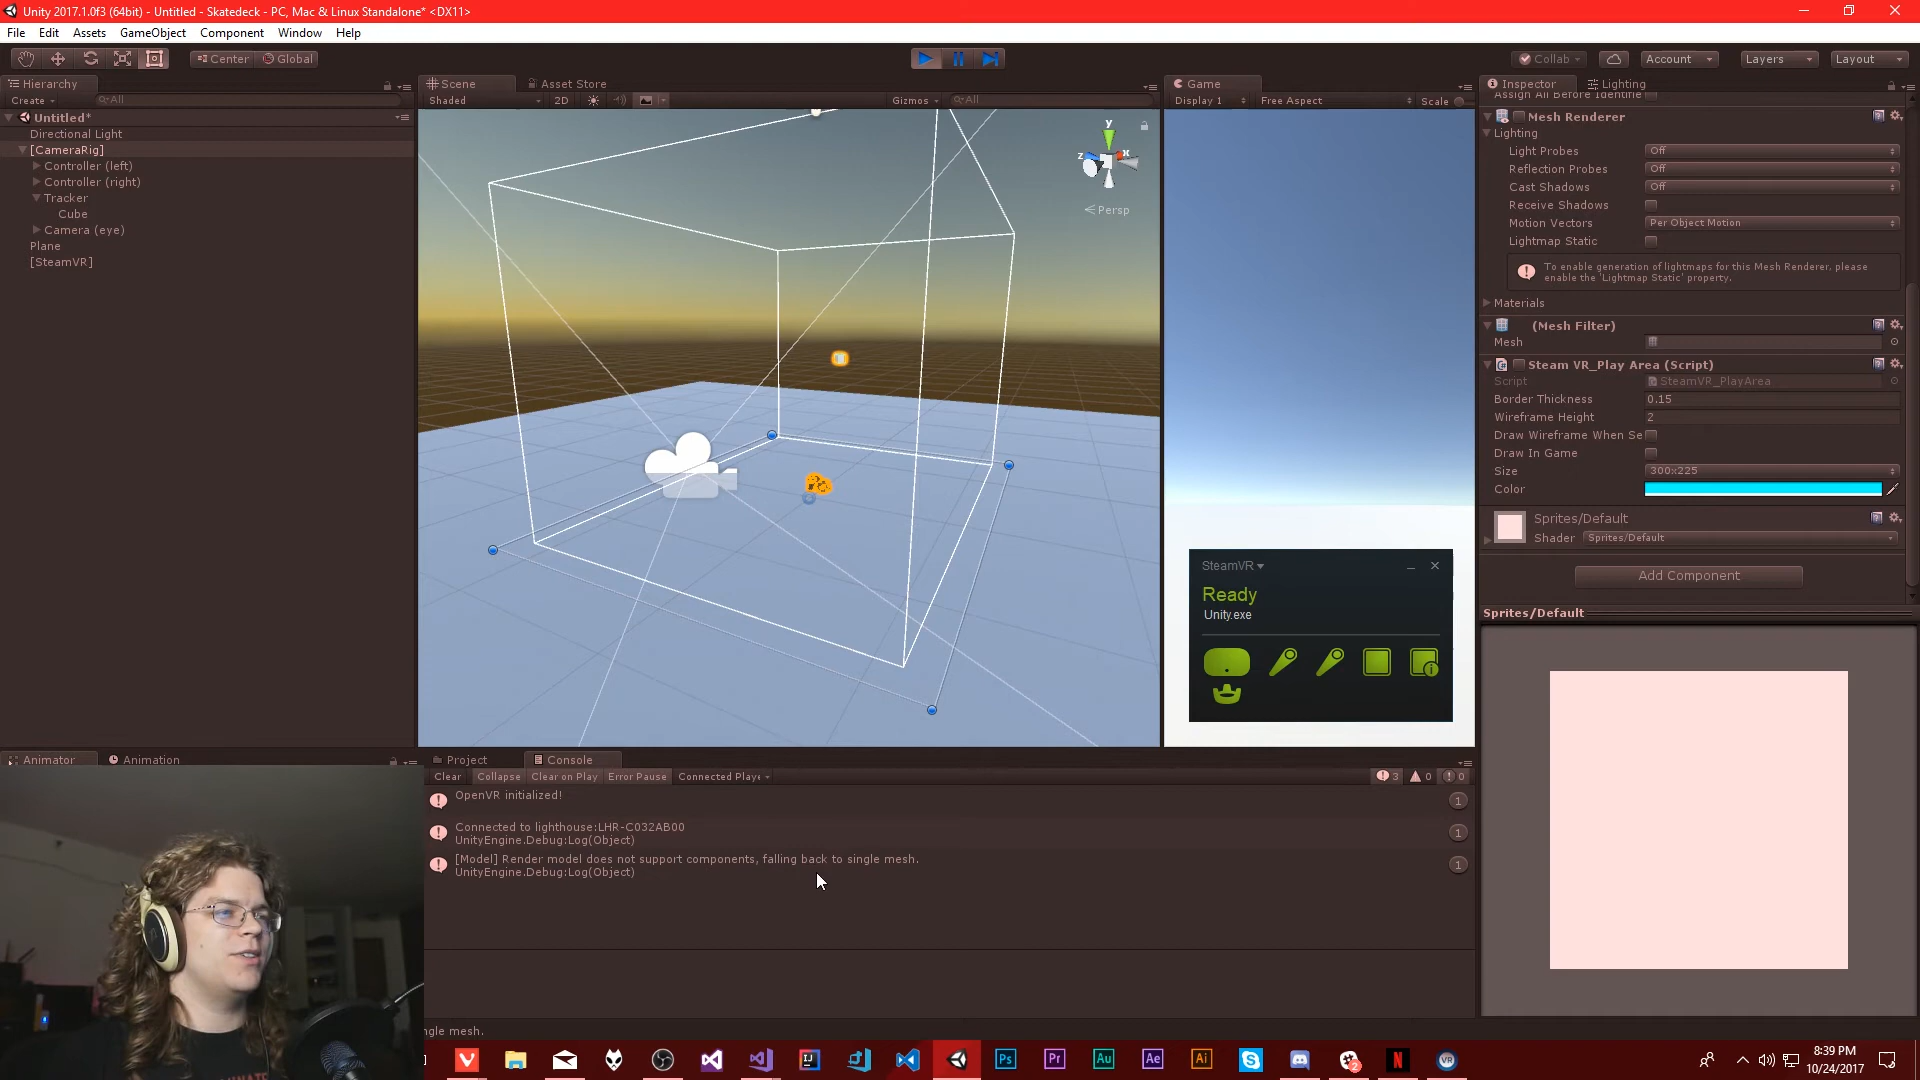 Unity 2017.1.0f3 (64bit) - Untitled - Skatedeck - PC, Mac & Linux Standalone* <DX11>
File Edit Assets GameObject Component Window Help
Center Global
Collab Account Layers Layout
Hierarchy
Create All
Untitled*
Directional Light
[CameraRig]
Controller (left)
Controller (right)
Tracker
Cube
Camera (eye)
Plane
[SteamVR]
Scene Asset Store
Shaded 2D Gizmos All
y
z x
Persp
Game
Display 1 Free Aspect Scale
SteamVR
Ready
Unity.exe
Inspector Lighting
Assign All Before Identifie
Mesh Renderer
Lighting
Light Probes Off
Reflection Probes Off
Cast Shadows Off
Receive Shadows
Motion Vectors Per Object Motion
Lightmap Static
To enable generation of lightmaps for this Mesh Renderer, please
enable the 'Lightmap Static' property.
Materials
(Mesh Filter)
Mesh
Steam VR_Play Area (Script)
Script SteamVR_PlayArea
Border Thickness 0.15
Wireframe Height 2
Draw Wireframe When Se
Draw In Game
Size 300x225
Color
Sprites/Default
Shader Sprites/Default
Add Component
Sprites/Default
Animator Animation
Project Console
Clear Collapse Clear on Play Error Pause Connected Playe 3 0 0
OpenVR initialized!
1
Connected to lighthouse:LHR-C032AB00
UnityEngine.Debug:Log(Object)
1
[Model] Render model does not support components, falling back to single mesh.
UnityEngine.Debug:Log(Object)
1
ngle mesh.
Ps Pr Au Ae Ai
2
8:39 PM
10/24/2017